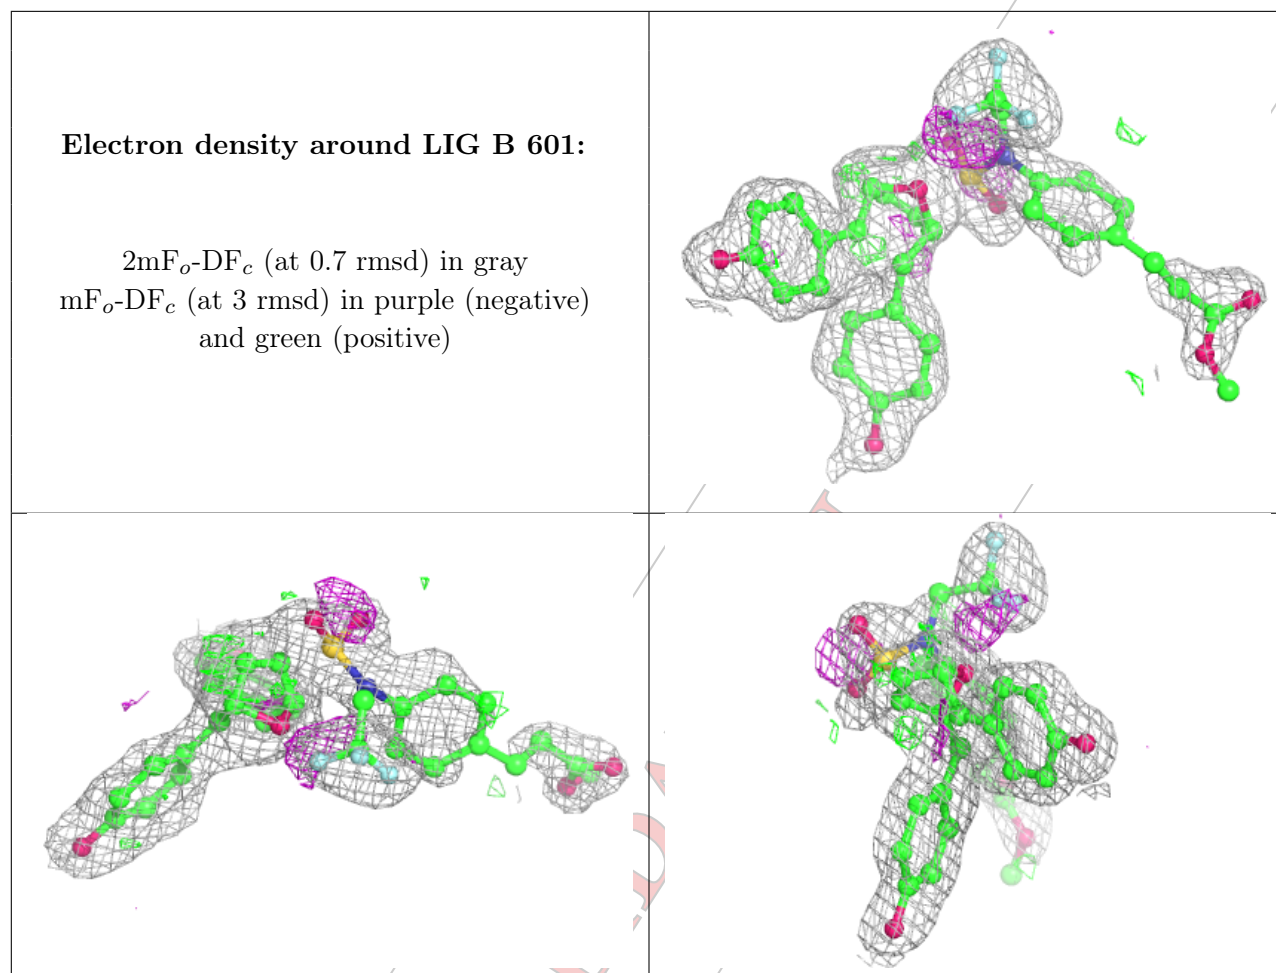 Electron density around LIG B 601:
2mFo-DFc (at 0.7 rmsd) in gray
mFo-DFc (at 3 rmsd) in purple (negative)
and green (positive)